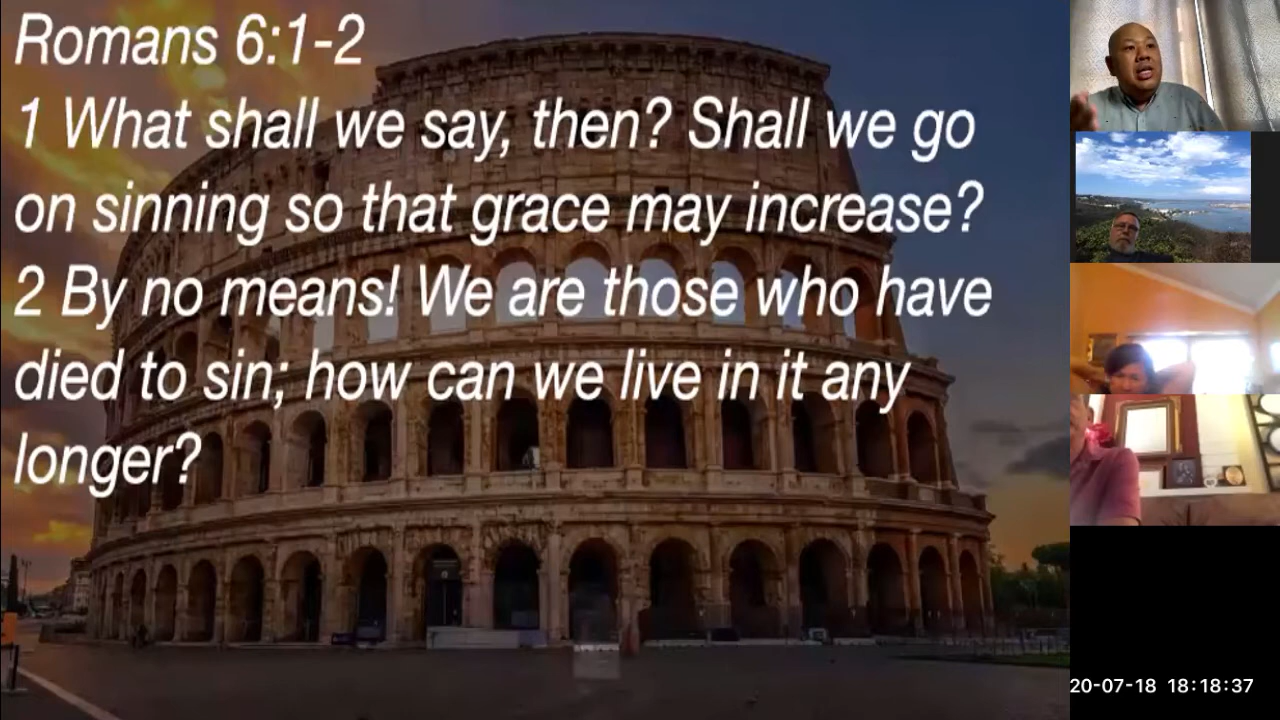 Romans 6:1-2
1 What shall we say, then? Shall we go
on sinning so that grace may increase?
2 By no means! We are those who have
died to sin; how can we live in it any
longer?
20-07-18 18:18:37